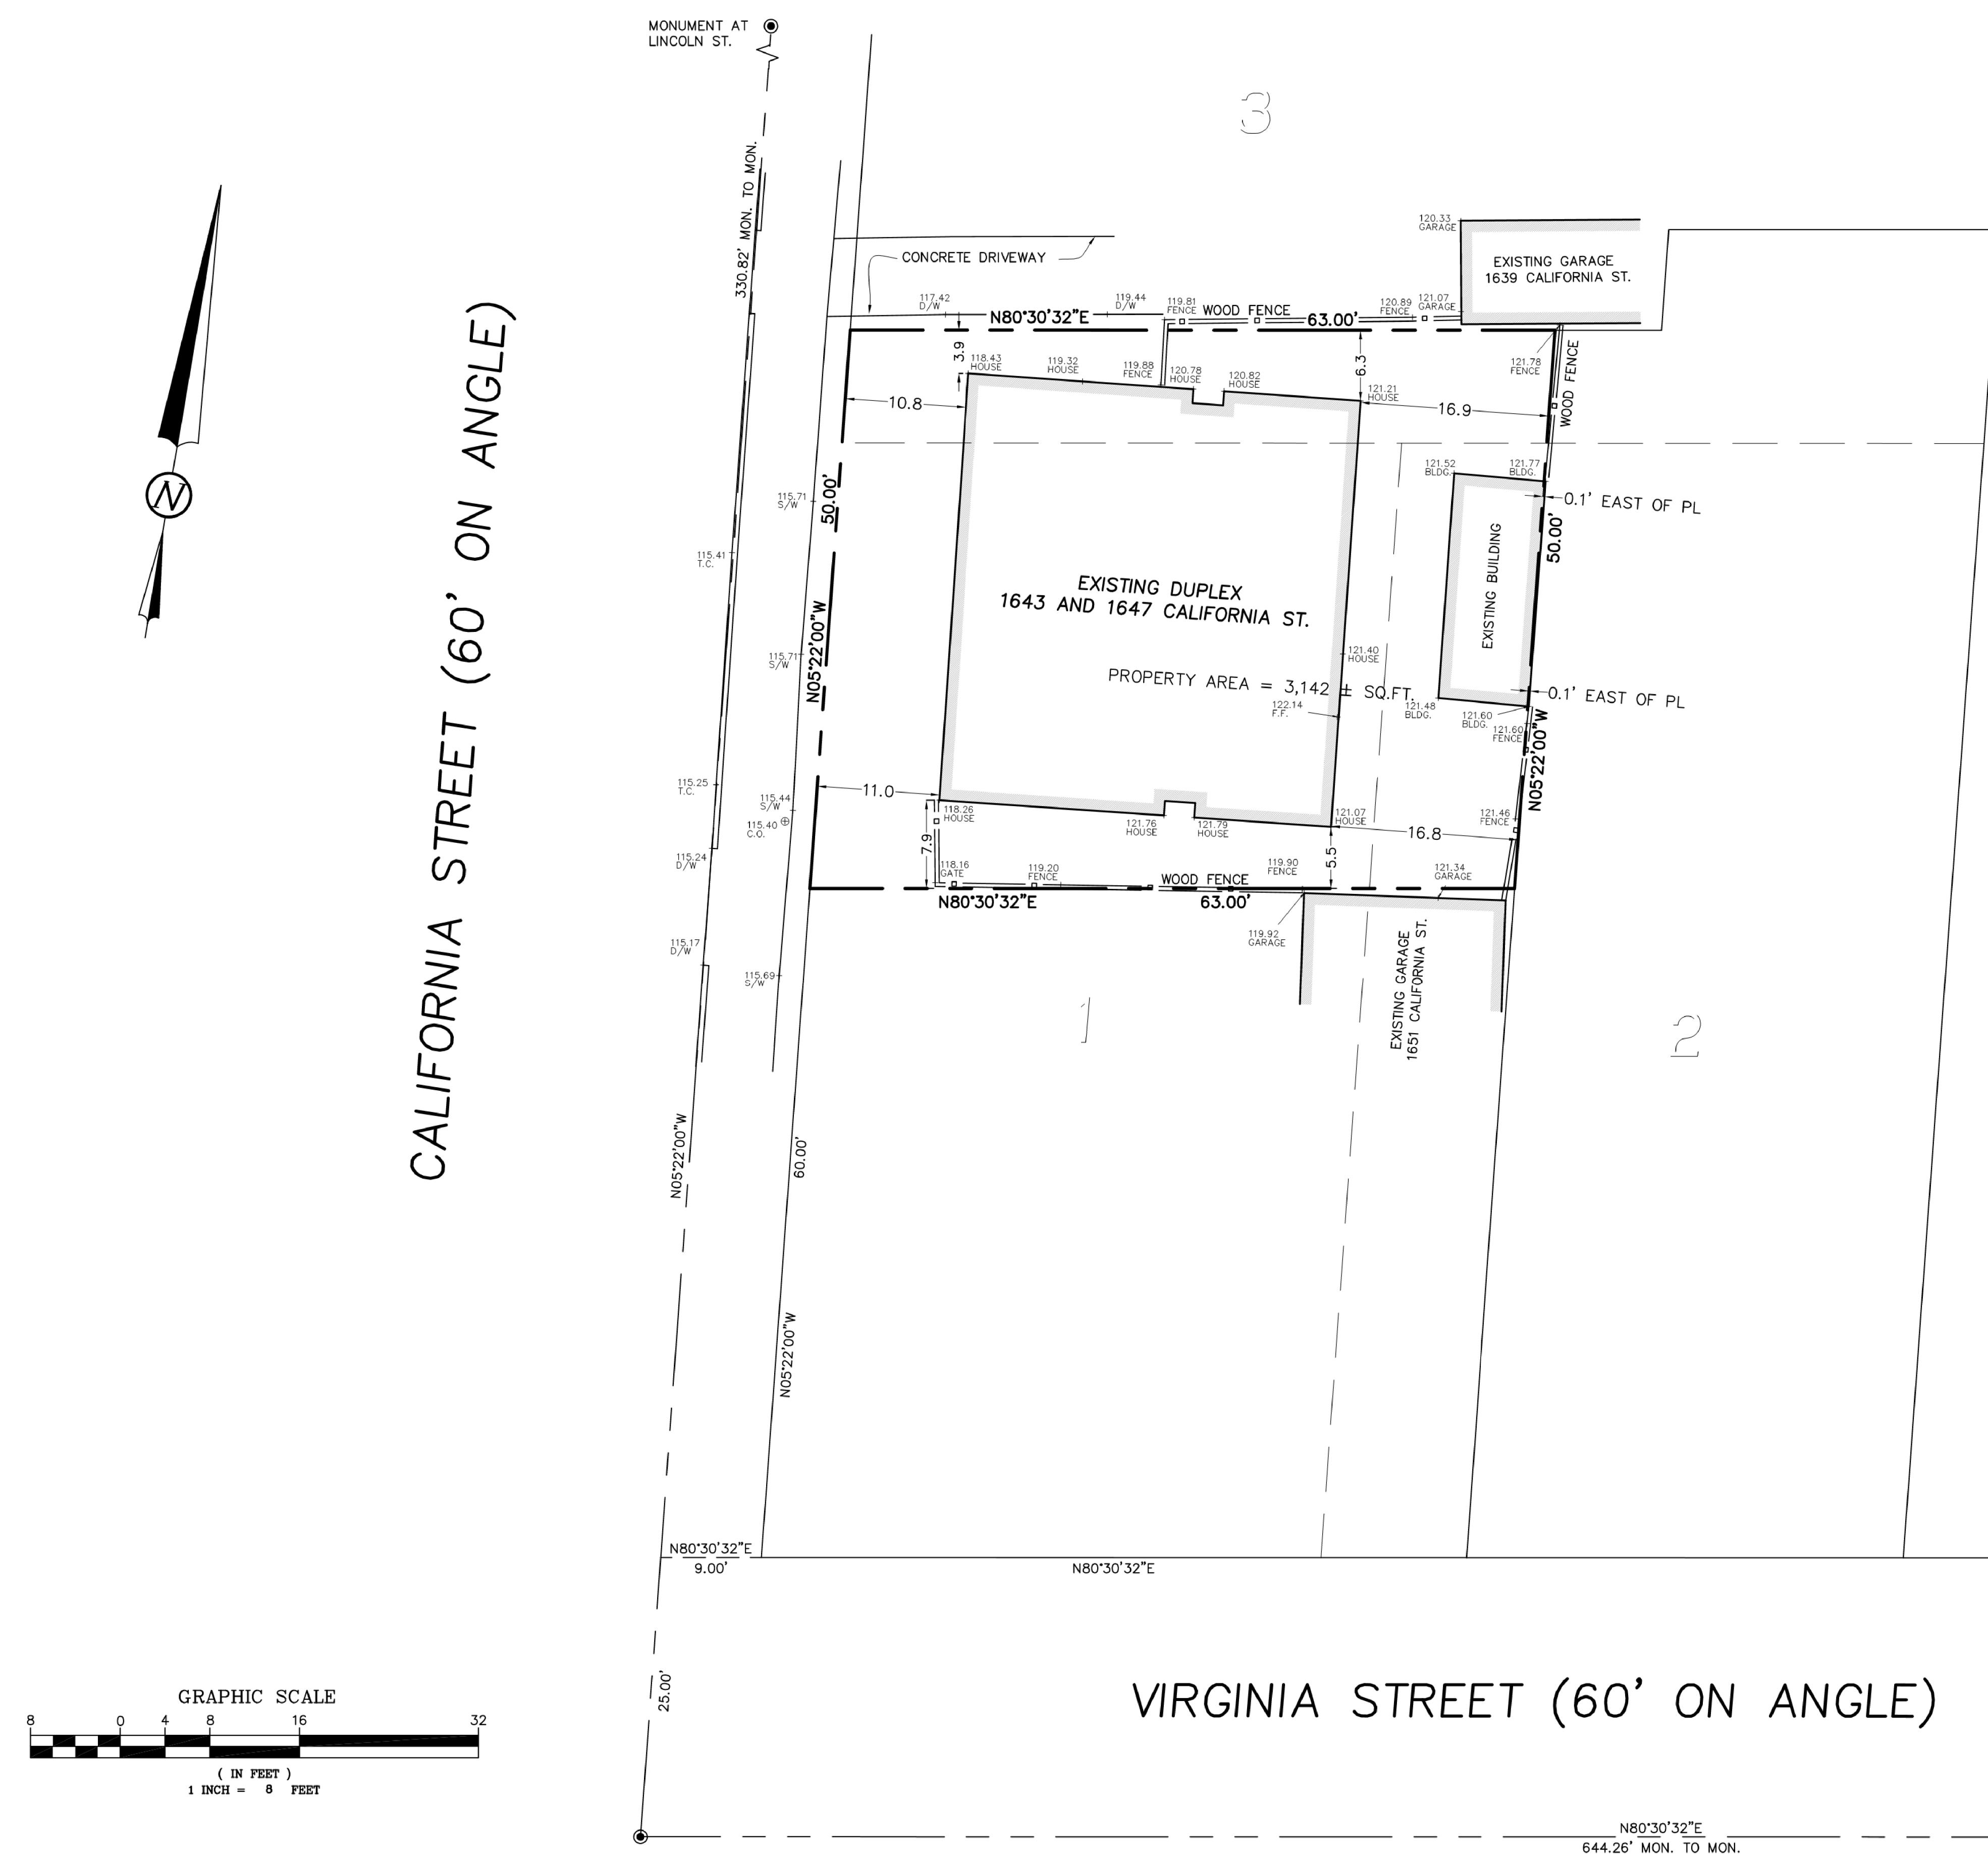 MONUMENT AT
LINCOLN ST.
3
330.82' MON. TO MON.
120.33
GARAGE
EXISTING GARAGE
1639 CALIFORNIA ST.
CONCRETE DRIVEWAY
117.42
D/W
119.44
D/W
119.81
FENCE
WOOD FENCE
120.89
FENCE
121.07
GARAGE
N80°30'32"E
63.00'
3.9
118.43
HOUSE
119.32
HOUSE
119.88
FENCE
120.78
HOUSE
120.82
HOUSE
6.3
121.21
HOUSE
121.78
FENCE
WOOD FENCE
10.8
16.9
CALIFORNIA STREET (60' ON ANGLE)
N
115.71
S/W
50.00'
121.52
BLDG.
121.77
BLDG.
0.1' EAST OF PL
50.00'
115.41
T.C.
EXISTING DUPLEX
1643 AND 1647 CALIFORNIA ST.
EXISTING BUILDING
115.71
S/W
N05°22'00"W
121.40
HOUSE
PROPERTY AREA = 3,142 ± SQ.FT.
122.14
F.F.
121.48
BLDG.
121.60
BLDG.
121.60
FENCE
0.1' EAST OF PL
N05°22'00"W
115.25
T.C.
115.44
S/W
115.40
C.O.
11.0
118.26
HOUSE
121.76
HOUSE
121.79
HOUSE
121.07
HOUSE
16.8
121.46
FENCE
115.24
D/W
7.9
118.16
GATE
119.20
FENCE
WOOD FENCE
119.90
FENCE
5.5
121.34
GARAGE
N80°30'32"E
63.00'
119.92
GARAGE
115.17
D/W
115.69
S/W
1
EXISTING GARAGE
1651 CALIFORNIA ST.
2
N05°22'00"W
60.00'
N05°22'00"W
N80°30'32"E
9.00'
N80°30'32"E
25.00'
VIRGINIA STREET (60' ON ANGLE)
GRAPHIC SCALE
8 0 4 8 16 32
( IN FEET )
1 INCH = 8 FEET
N80°30'32"E
644.26' MON. TO MON.